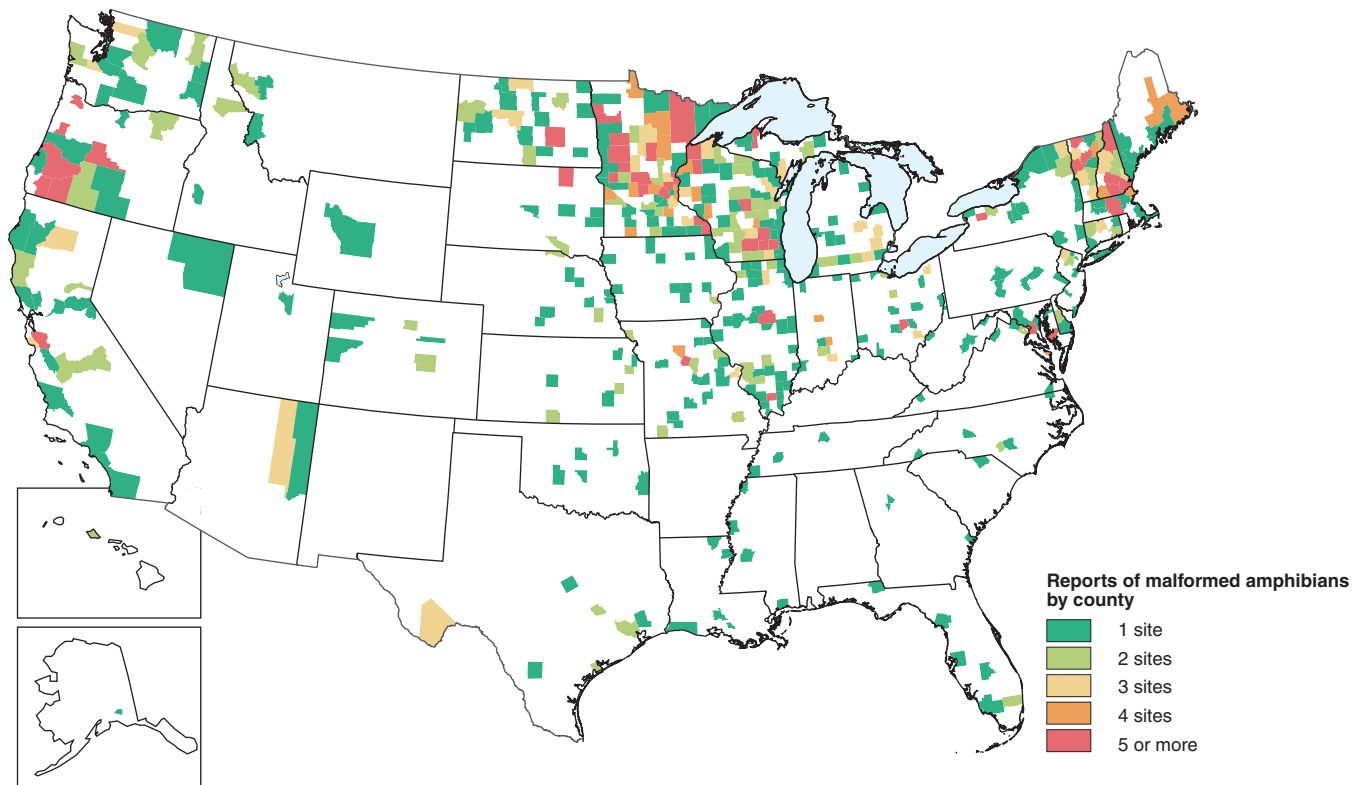 Reports of malformed amphibians
by county
1 site
2 sites
3 sites
4 sites
5 or more